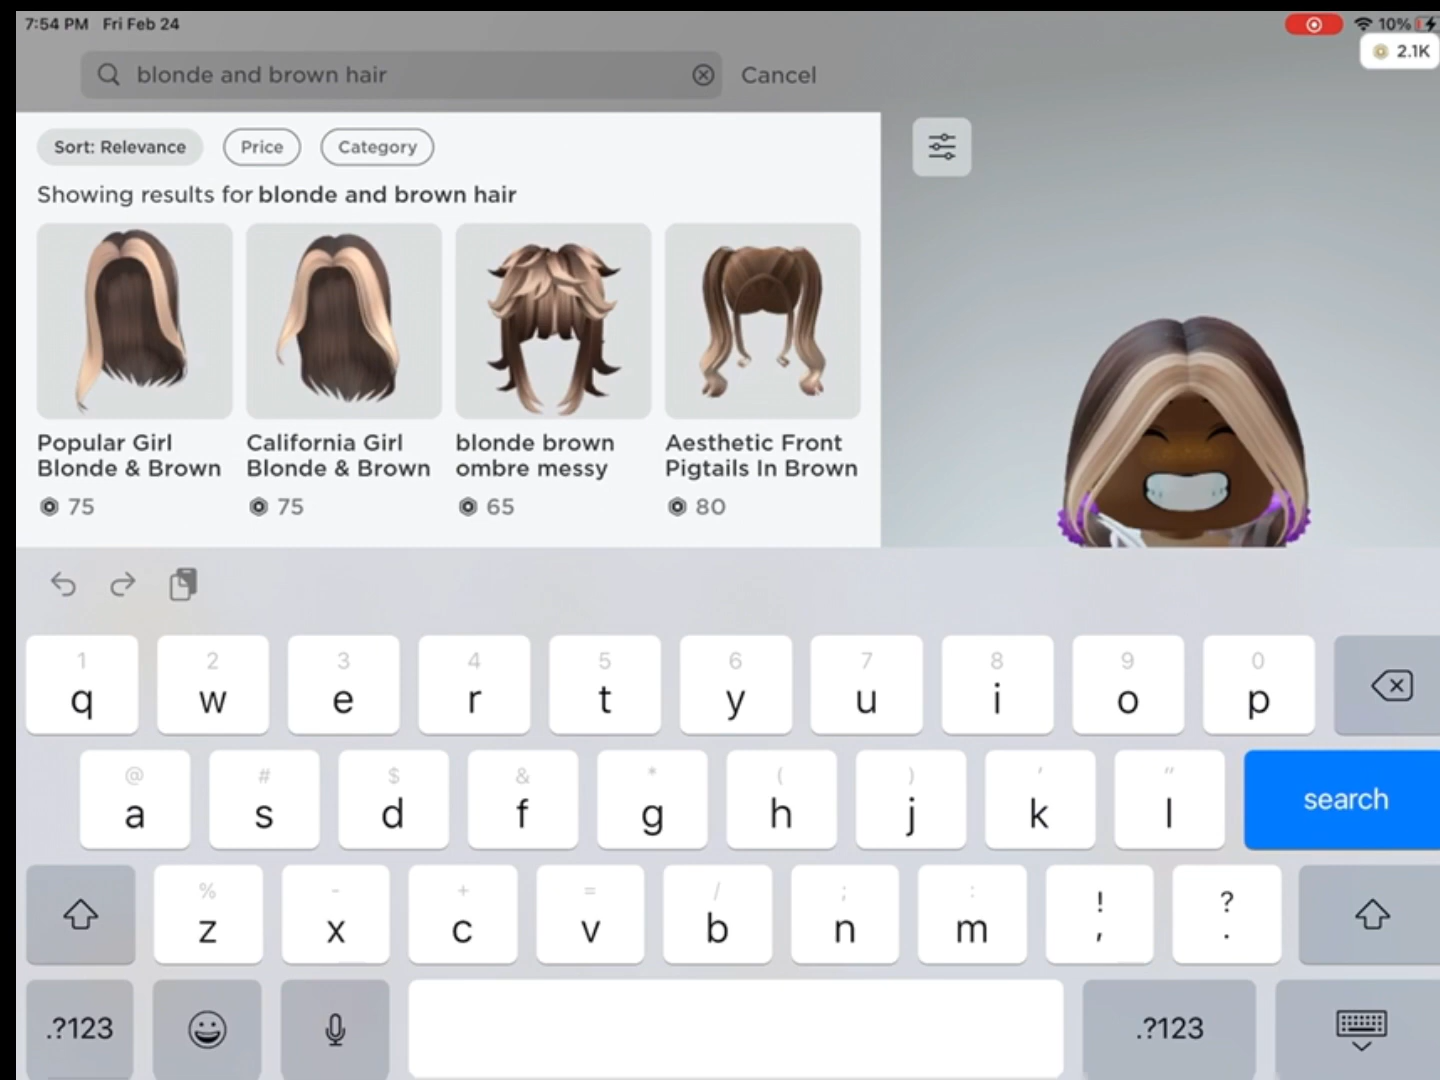 7:54 PM Fri Feb 24
10%
2.1K
blonde and brown hair
Cancel
Sort: Relevance
Price
Category
Showing results for blonde and brown hair
Popular Girl
Blonde & Brown
75
California Girl
Blonde & Brown
75
blonde brown
ombre messy
65
Aesthetic Front
Pigtails In Brown
80
1 2 3 4 5 6 7 8 9 0
q w e r t y u i o p
@ # $ & * ( ) ' "
a s d f g h j k l
search
% - + = / ; : ! ?
z x c v b n m , .
.?123
.?123